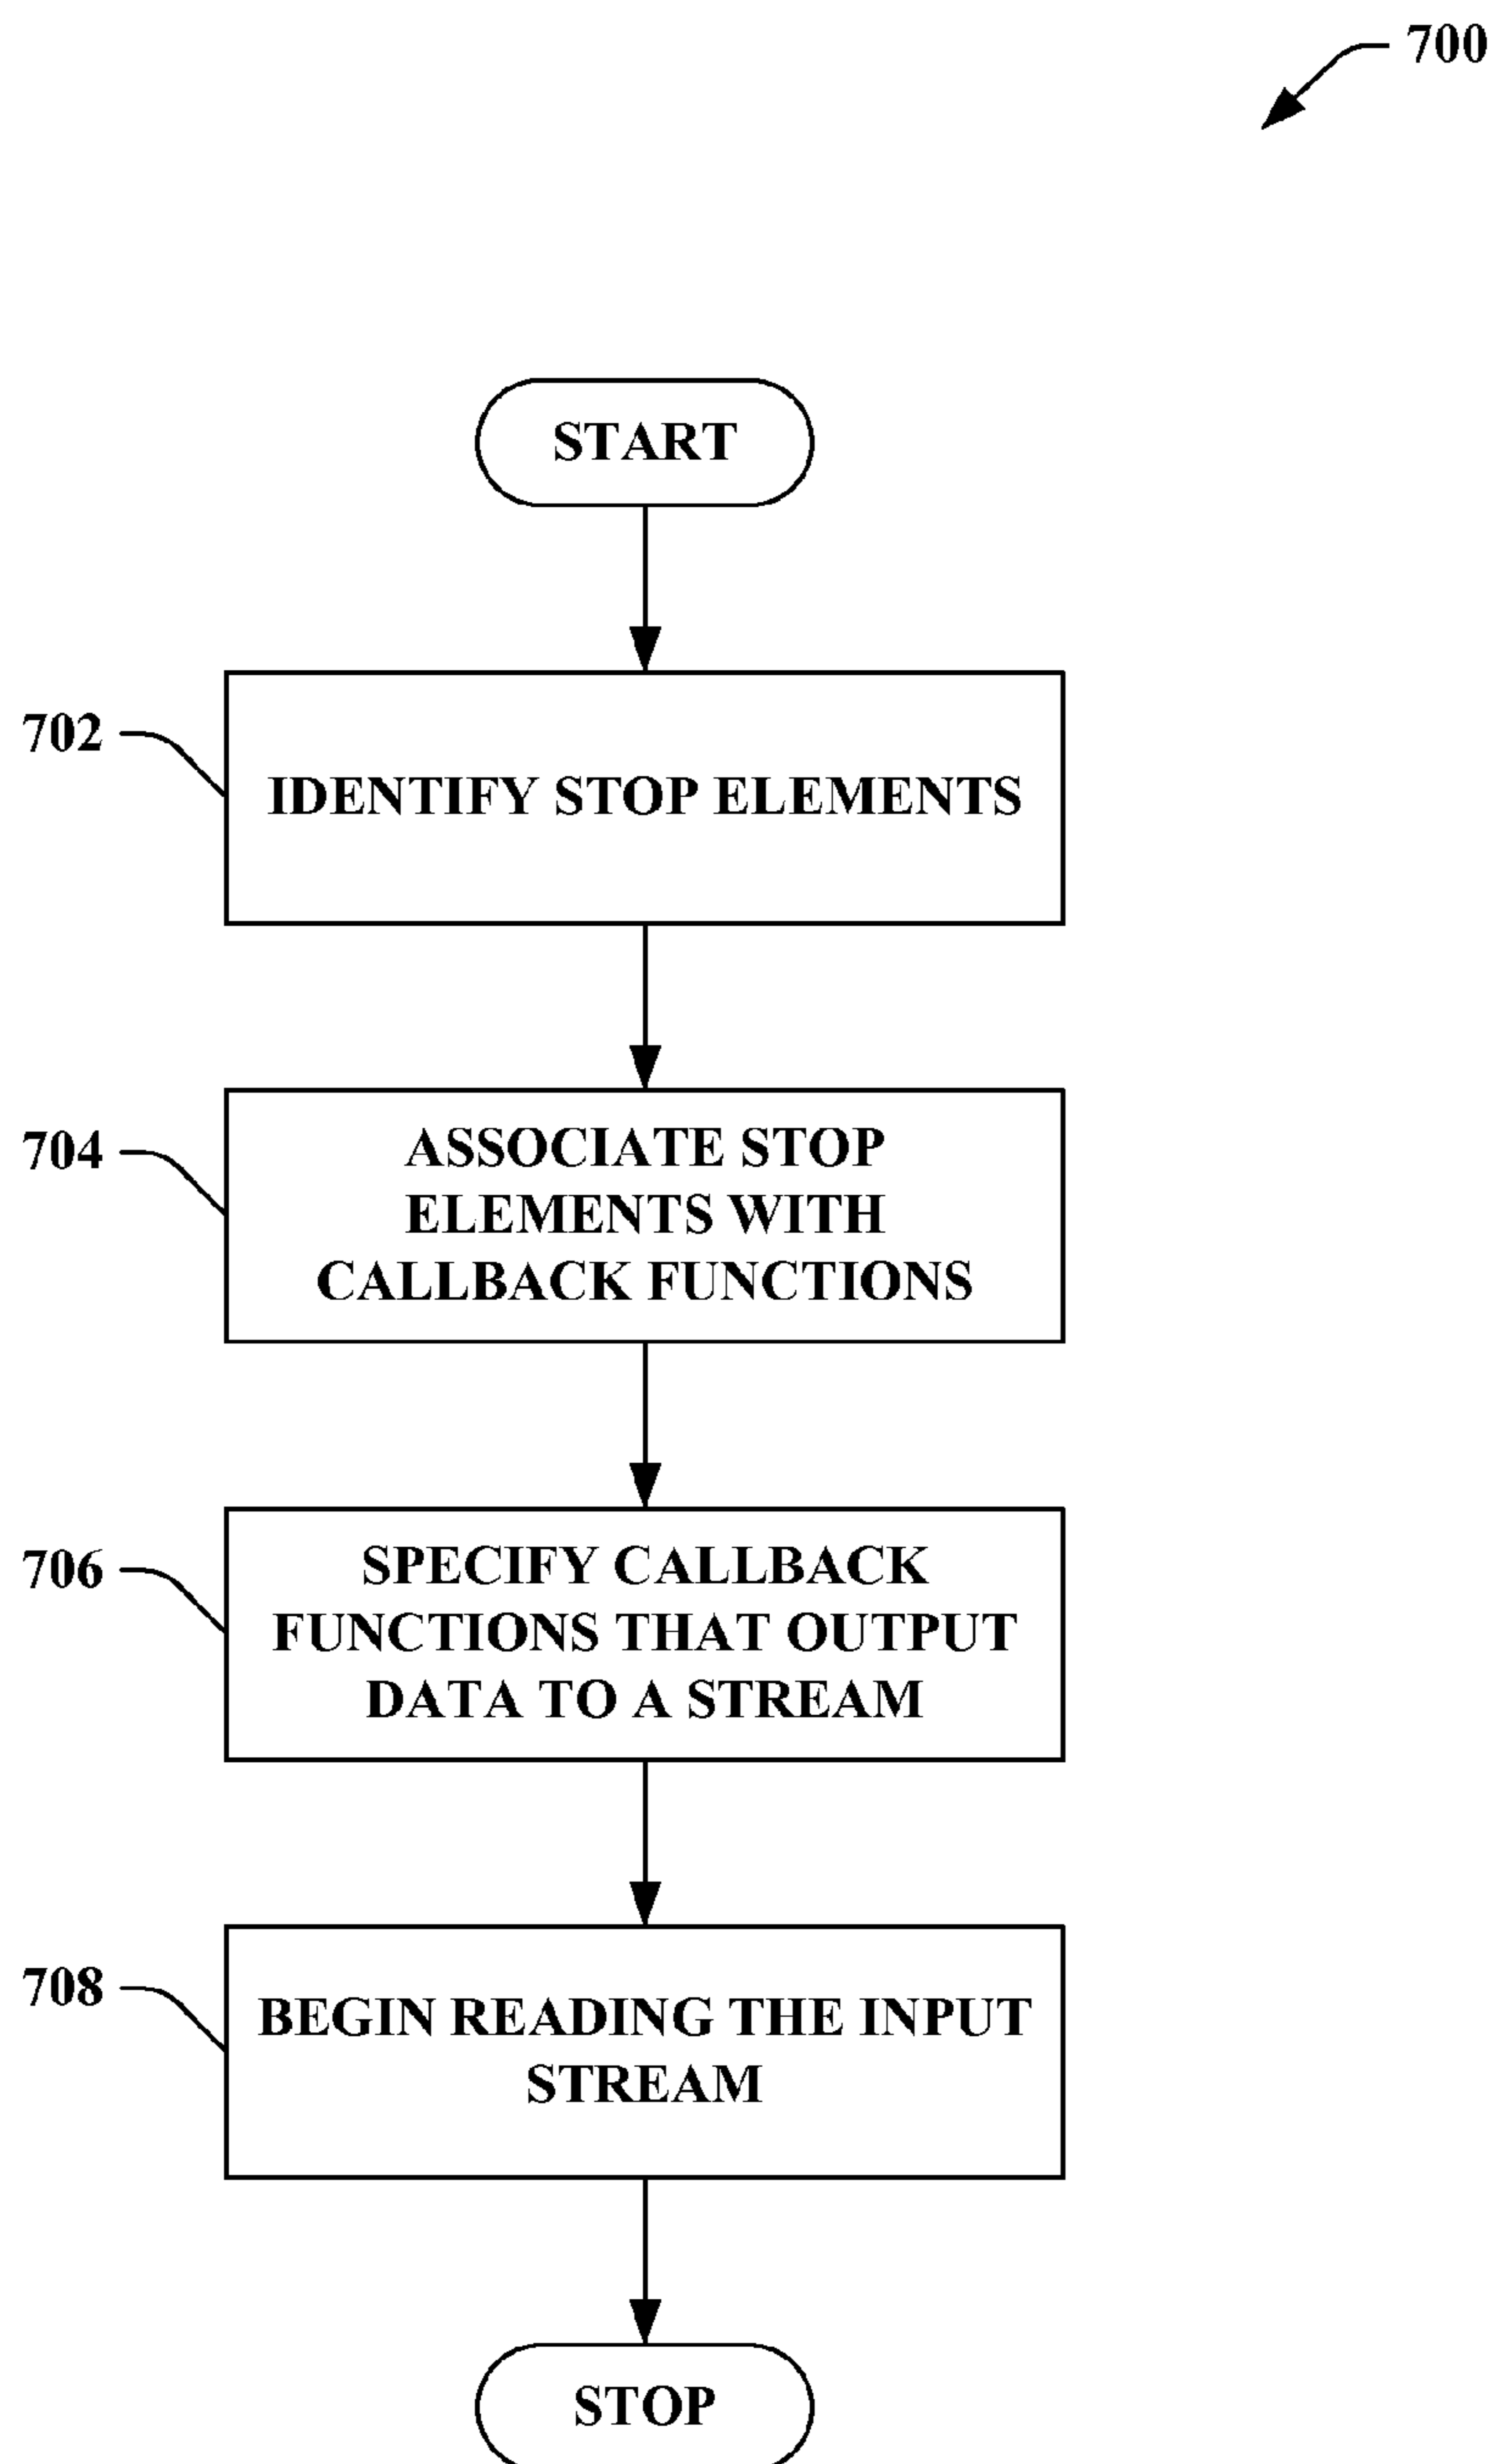 700
START
702
IDENTIFY STOP ELEMENTS
704
ASSOCIATE STOP
ELEMENTS WITH
CALLBACK FUNCTIONS
706
SPECIFY CALLBACK
FUNCTIONS THAT OUTPUT
DATA TO A STREAM
708
BEGIN READING THE INPUT
STREAM
STOP